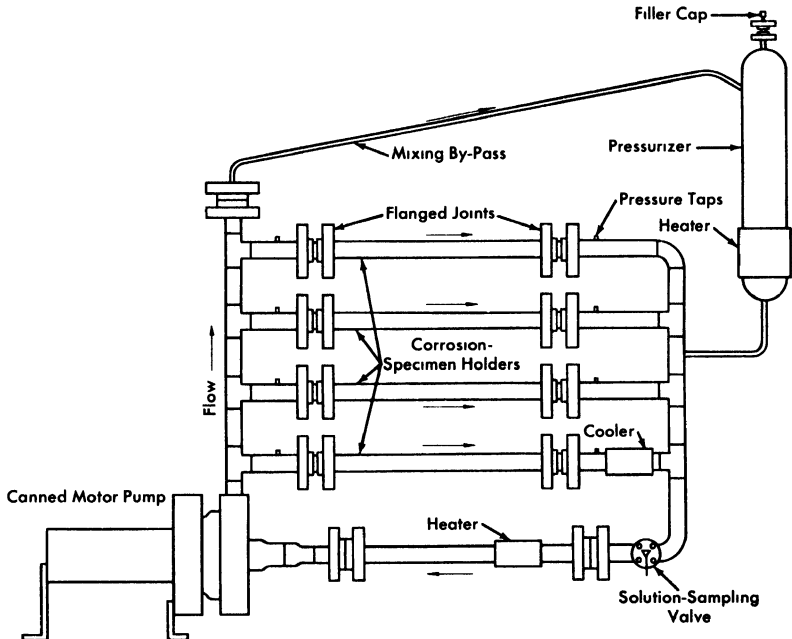 Filler Cap
Mixing By-Pass
Pressurizer
Flanged Joints
Pressure Taps
Heater
Corrosion-
Specimen Holders
Flow
Cooler
Canned Motor Pump
Heater
Solution-Sampling
Valve